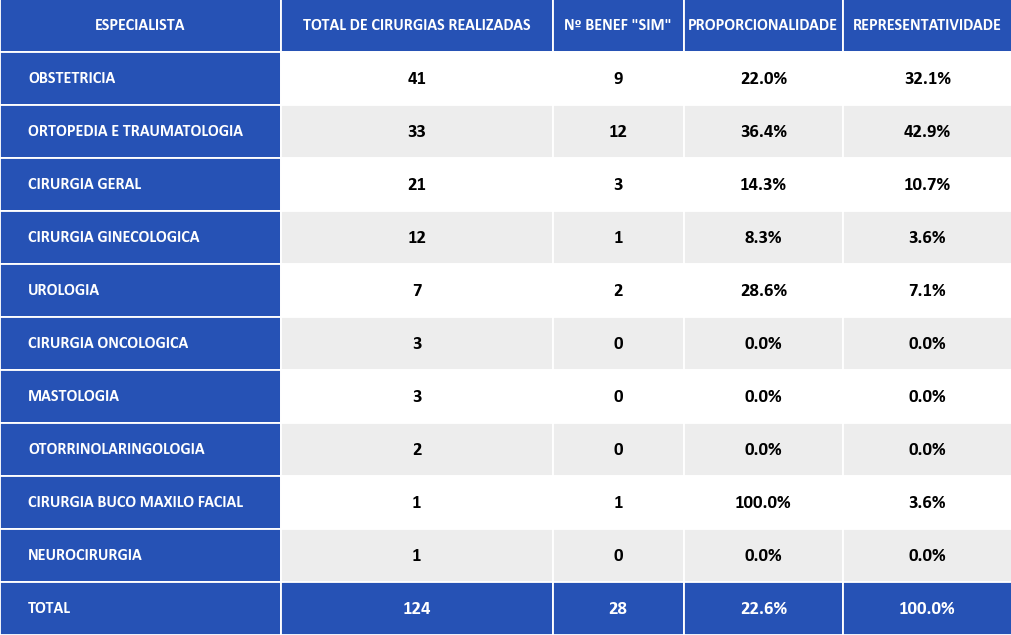 ESPECIALISTA TOTAL DE CIRURGIAS REALIZADAS Nº BENEF "SIM" PROPORCIONALIDADE REPRESENTATIVIDADE
OBSTETRICIA 41 9 22.0% 32.1%
ORTOPEDIA E TRAUMATOLOGIA 33 12 36.4% 42.9%
CIRURGIA GERAL 21 3 14.3% 10.7%
CIRURGIA GINECOLOGICA 12 1 8.3% 3.6%
UROLOGIA 7 2 28.6% 7.1%
CIRURGIA ONCOLOGICA 3 0 0.0% 0.0%
MASTOLOGIA 3 0 0.0% 0.0%
OTORRINOLARINGOLOGIA 2 0 0.0% 0.0%
CIRURGIA BUCO MAXILO FACIAL 1 1 100.0% 3.6%
NEUROCIRURGIA 1 0 0.0% 0.0%
TOTAL 124 28 22.6% 100.0%